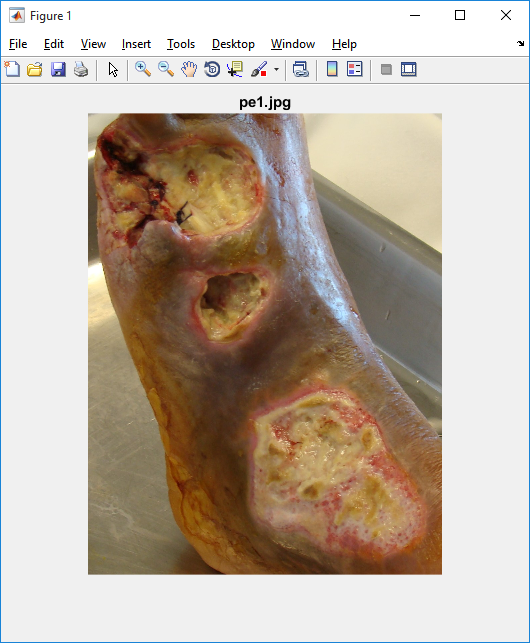 Figure 1
File Edit View Insert Tools Desktop Window Help
pe1.jpg